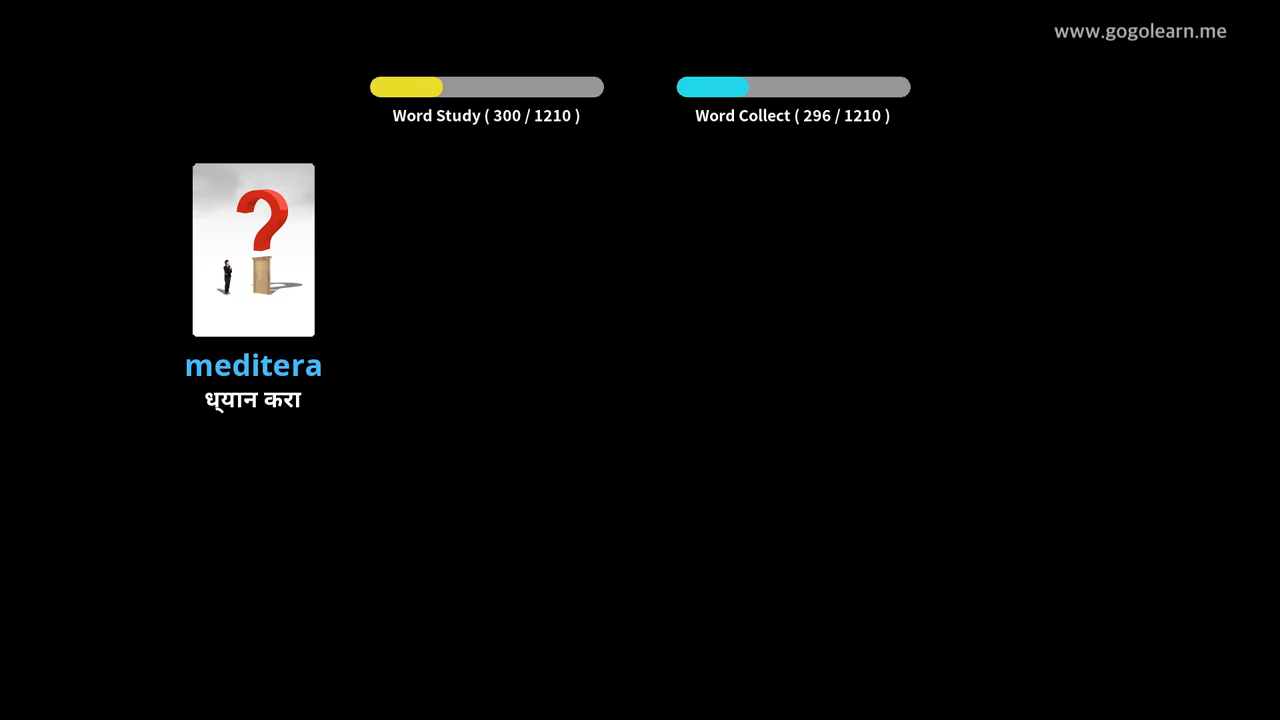 www.gogolearn.me
Word Study ( 300 / 1210 )
Word Collect ( 296 / 1210 )
meditera
ध्यान करा